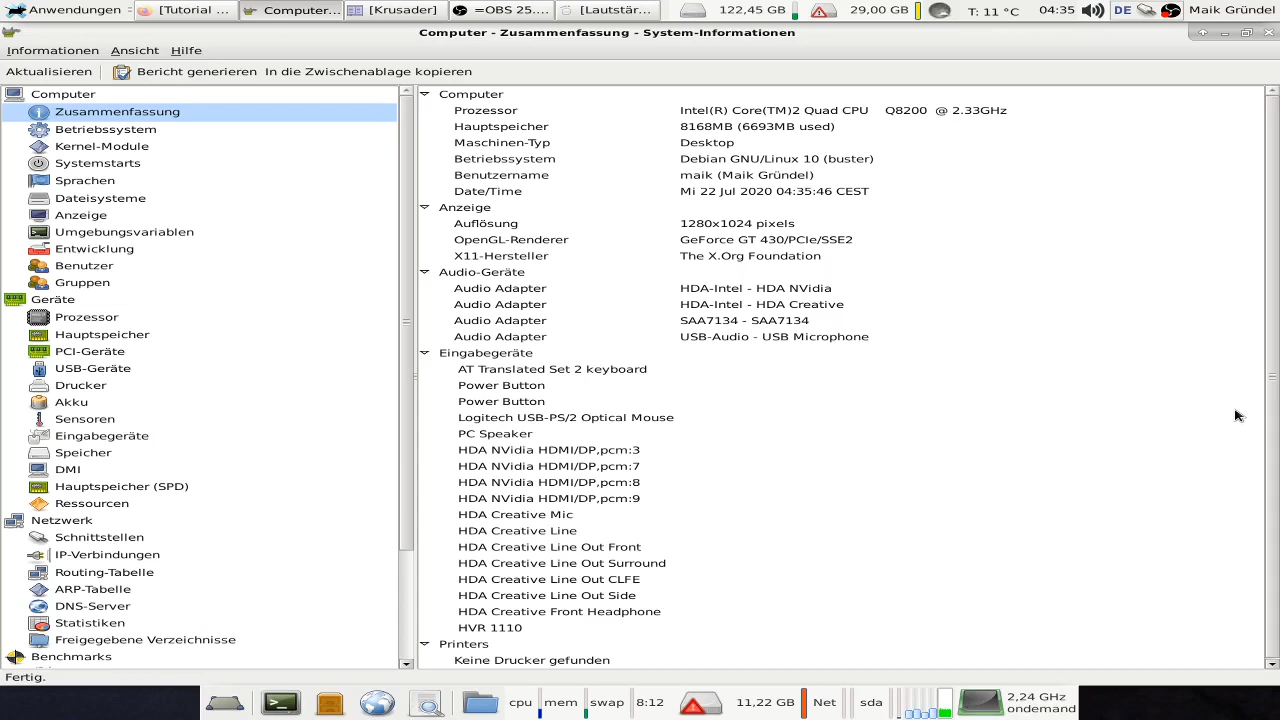 Anwendungen [Tutorial ... Computer... [Krusader] =OBS 25.... [Lautstär... 122,45 GB 29,00 GB T: 11 °C 04:35 DE Maik Gründel
Computer - Zusammenfassung - System-Informationen
Informationen Ansicht Hilfe
Aktualisieren Bericht generieren In die Zwischenablage kopieren
Computer
Zusammenfassung
Betriebssystem
Kernel-Module
Systemstarts
Sprachen
Dateisysteme
Anzeige
Umgebungsvariablen
Entwicklung
Benutzer
Gruppen
Geräte
Prozessor
Hauptspeicher
PCI-Geräte
USB-Geräte
Drucker
Akku
Sensoren
Eingabegeräte
Speicher
DMI
Hauptspeicher (SPD)
Ressourcen
Netzwerk
Schnittstellen
IP-Verbindungen
Routing-Tabelle
ARP-Tabelle
DNS-Server
Statistiken
Freigegebene Verzeichnisse
Benchmarks
Computer
Prozessor Intel(R) Core(TM)2 Quad CPU Q8200 @ 2.33GHz
Hauptspeicher 8168MB (6693MB used)
Maschinen-Typ Desktop
Betriebssystem Debian GNU/Linux 10 (buster)
Benutzername maik (Maik Gründel)
Date/Time Mi 22 Jul 2020 04:35:46 CEST
Anzeige
Auflösung 1280x1024 pixels
OpenGL-Renderer GeForce GT 430/PCIe/SSE2
X11-Hersteller The X.Org Foundation
Audio-Geräte
Audio Adapter HDA-Intel - HDA NVidia
Audio Adapter HDA-Intel - HDA Creative
Audio Adapter SAA7134 - SAA7134
Audio Adapter USB-Audio - USB Microphone
Eingabegeräte
AT Translated Set 2 keyboard
Power Button
Power Button
Logitech USB-PS/2 Optical Mouse
PC Speaker
HDA NVidia HDMI/DP,pcm:3
HDA NVidia HDMI/DP,pcm:7
HDA NVidia HDMI/DP,pcm:8
HDA NVidia HDMI/DP,pcm:9
HDA Creative Mic
HDA Creative Line
HDA Creative Line Out Front
HDA Creative Line Out Surround
HDA Creative Line Out CLFE
HDA Creative Line Out Side
HDA Creative Front Headphone
HVR 1110
Printers
Keine Drucker gefunden
Fertig.
cpu mem swap 8:12 11,22 GB Net sda 2,24 GHz
ondemand